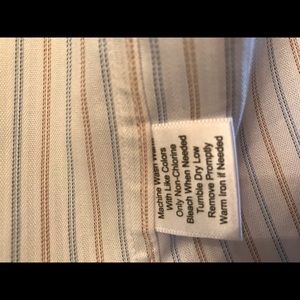 Machine Wash Warm
With Like Colors
Only Non-Chlorine
Bleach When Needed
Tumble Dry Low
Remove Promptly
Warm Iron if Needed